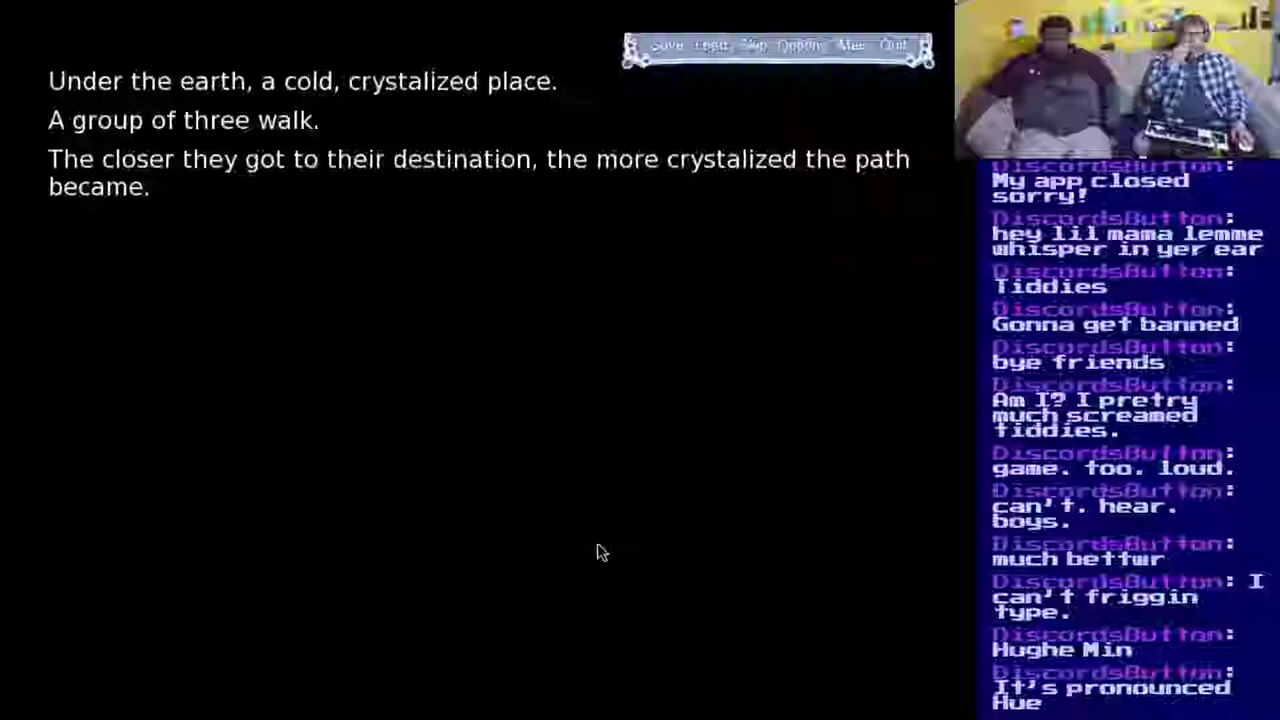 Save Load Skip Option Quit
Under the earth, a cold, crystalized place.
A group of three walk.
The closer they got to their destination, the more crystalized the path
became.
DiscordsButton:
My app closed
sorry!
DiscordsButton:
hey lil mama lemme
whisper in yer ear
DiscordsButton:
Tiddies
DiscordsButton:
Gonna get banned
DiscordsButton:
bye friends
DiscordsButton:
Am I? I pretry
much screamed
tiddies.
DiscordsButton:
game. too. loud.
DiscordsButton:
can't. hear.
boys.
DiscordsButton:
much bettwr
DiscordsButton: I
can't friggin
type.
DiscordsButton:
Hughe Min
DiscordsButton:
It's pronounced
Hue